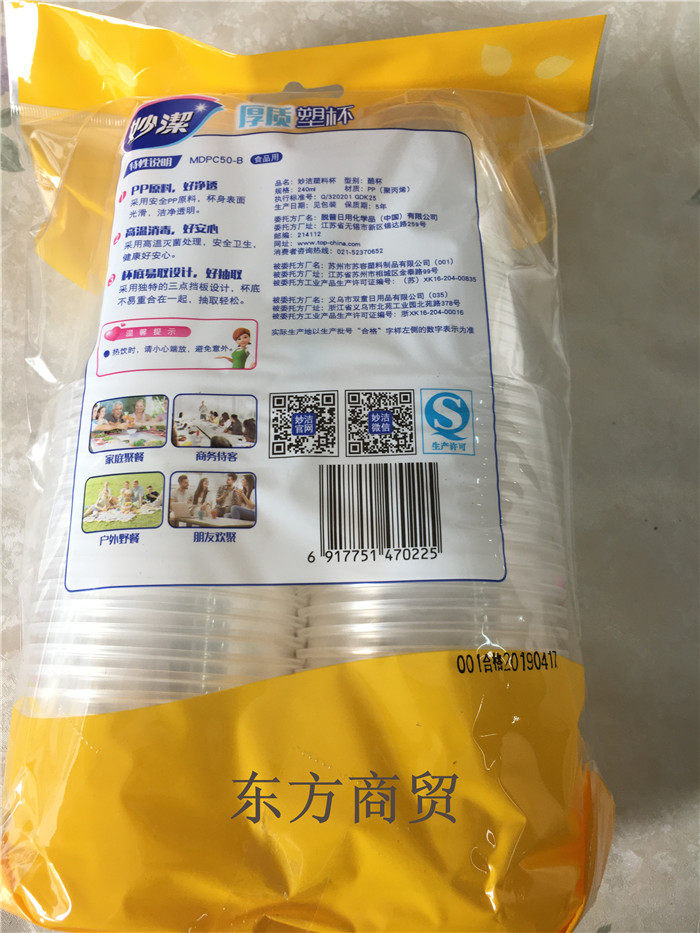 妙潔
厚质塑杯
特性说明 MDPC50-B 食品用
1 PP原料，好净透
采用安全PP原料，杯身表面
光滑，洁净透明。
高温消毒，好安心
采用高温灭菌处理，安全卫生，
健康好安心。
杯底易取设计，好抽取
采用独特的三点挡板设计，杯底
不易重合在一起，抽取轻松。
温馨提示
热饮时，请小心端放，避免意外。
品名：妙洁塑料杯 型别：酷杯
规格：240ml 材质：PP（聚丙烯）
执行标准号：Q/320201 GDK25
生产日期：见包装 保质期：5年
委托方厂名：脱普日用化学品（中国）有限公司
委托方厂址：江苏省无锡市新区锡达路259号
邮编：214112
网址：www.top-china.com
消费者咨询热线：021-52370652
被委托方厂名：苏州市苏容塑料制品有限公司（001）
被委托方厂址：江苏省苏州市相城区金泰路99号
被委托方工业产品生产许可证编号：（苏）XK16-204-00835
被委托方厂名：义乌市双童日用品有限公司（035）
被委托方厂址：浙江省义乌市北苑工业园北苑路378号
被委托方工业产品生产许可证编号：浙XK16-204-00016
实际生产地以生产批号“合格”字样左侧的数字表示为准
家庭聚餐
商务待客
户外野餐
朋友欢聚
妙洁
官网
妙洁
微信
生产许可
6 917751 470225
001合格20190417
东方商贸